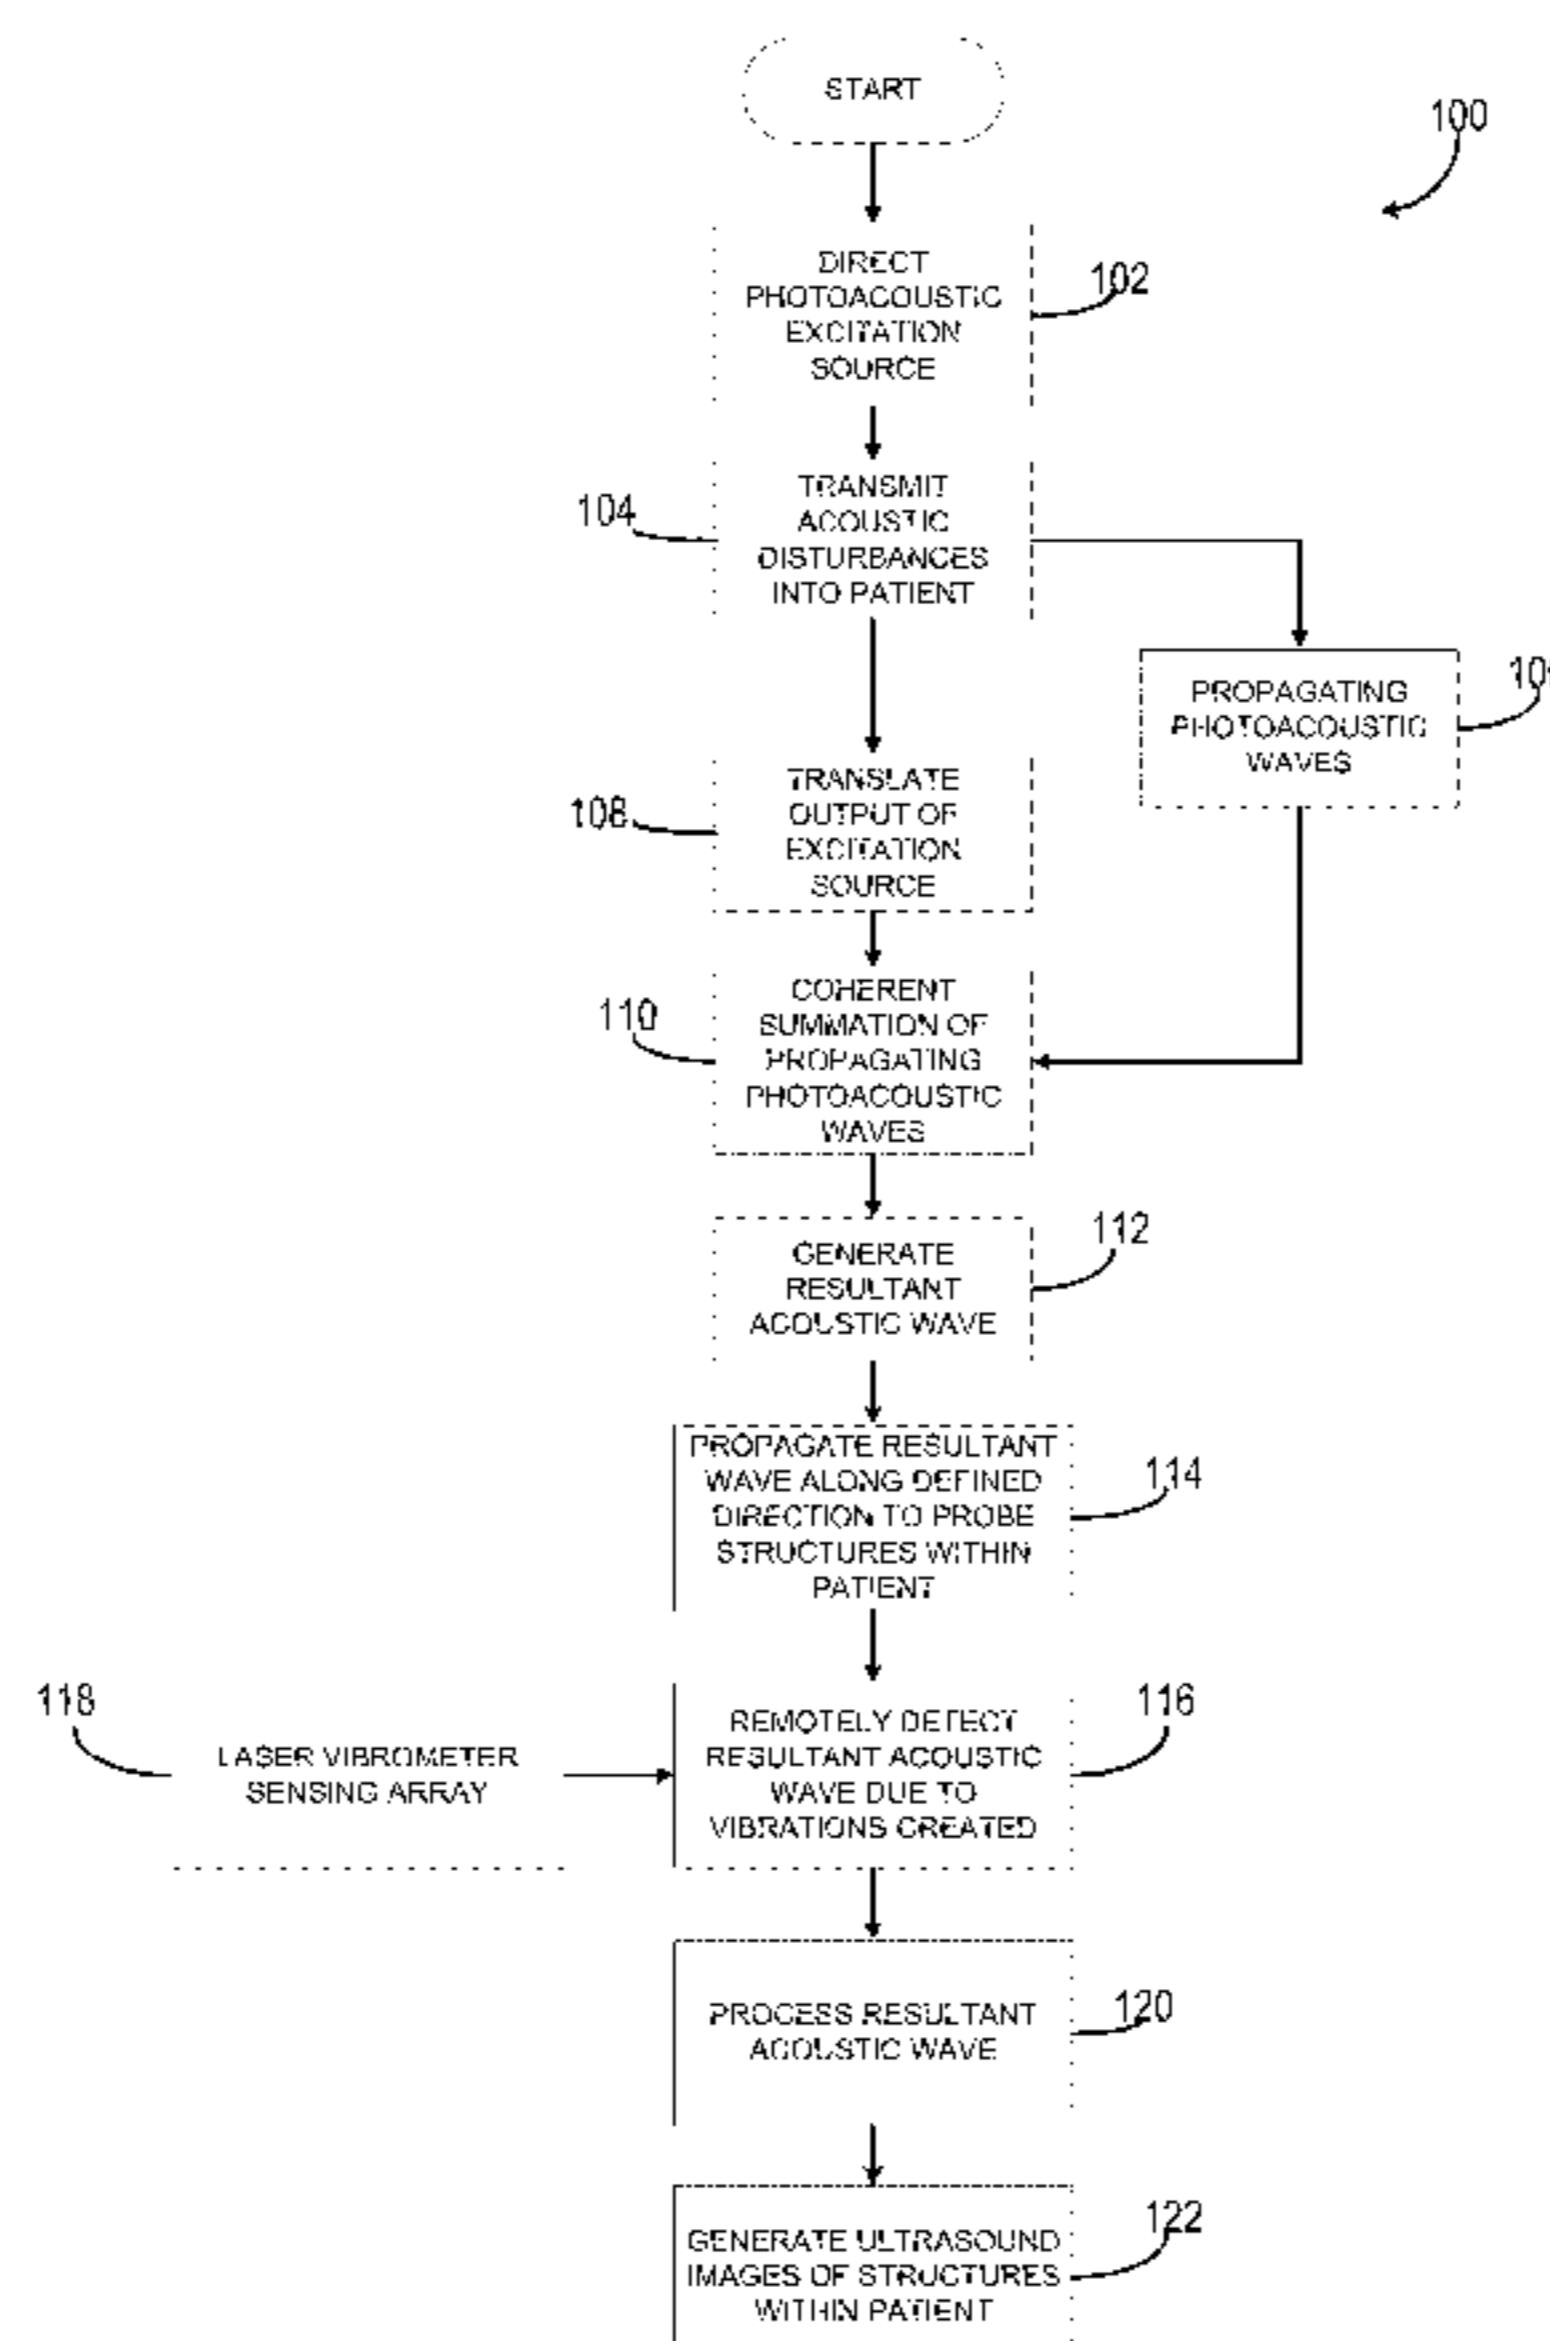 START
100
DIRECT
PHOTOACOUSTIC
EXCITATION
SOURCE
102
104
TRANSMIT
ACOUSTIC
DISTURBANCES
INTO PATIENT
PROPAGATING
PHOTOACOUSTIC
WAVES
108
TRANSLATE
OUTPUT OF
EXCITATION
SOURCE
110
COHERENT
SUMMATION OF
PROPAGATING
PHOTOACOUSTIC
WAVES
112
GENERATE
RESULTANT
ACOUSTIC WAVE
PROPAGATE RESULTANT
WAVE ALONG DEFINED
DIRECTION TO PROBE
STRUCTURES WITHIN
PATIENT
114
118
LASER VIBROMETER
SENSING ARRAY
REMOTELY DETECT
RESULTANT ACOUSTIC
WAVE DUE TO
VIBRATIONS CREATED
116
PROCESS RESULTANT
ACOUSTIC WAVE
120
GENERATE ULTRASOUND
IMAGES OF STRUCTURES
WITHIN PATIENT
122